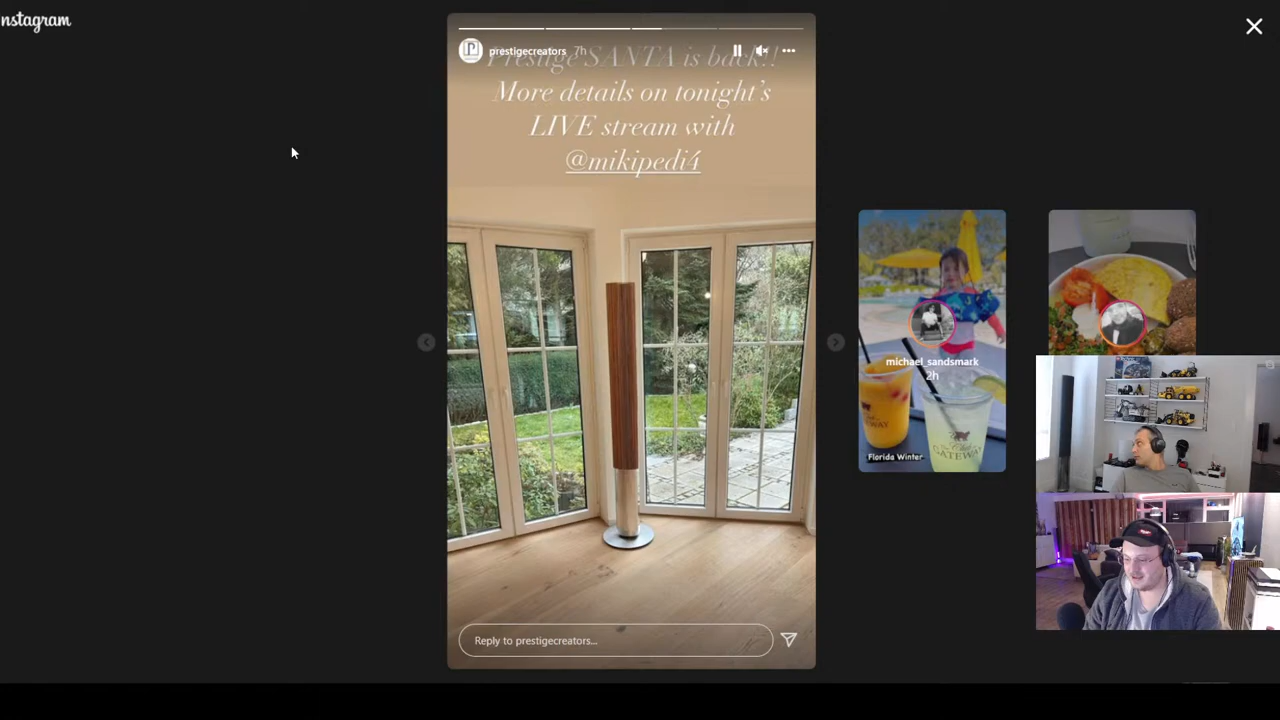 nstagram
prestigecreators 7h
Prestige SANTA is back!!
More details on tonight's
LIVE stream with
@mikipedi4
michael_sandsmark
2h
GATEWAY
Florida Winter
Reply to prestigecreators...